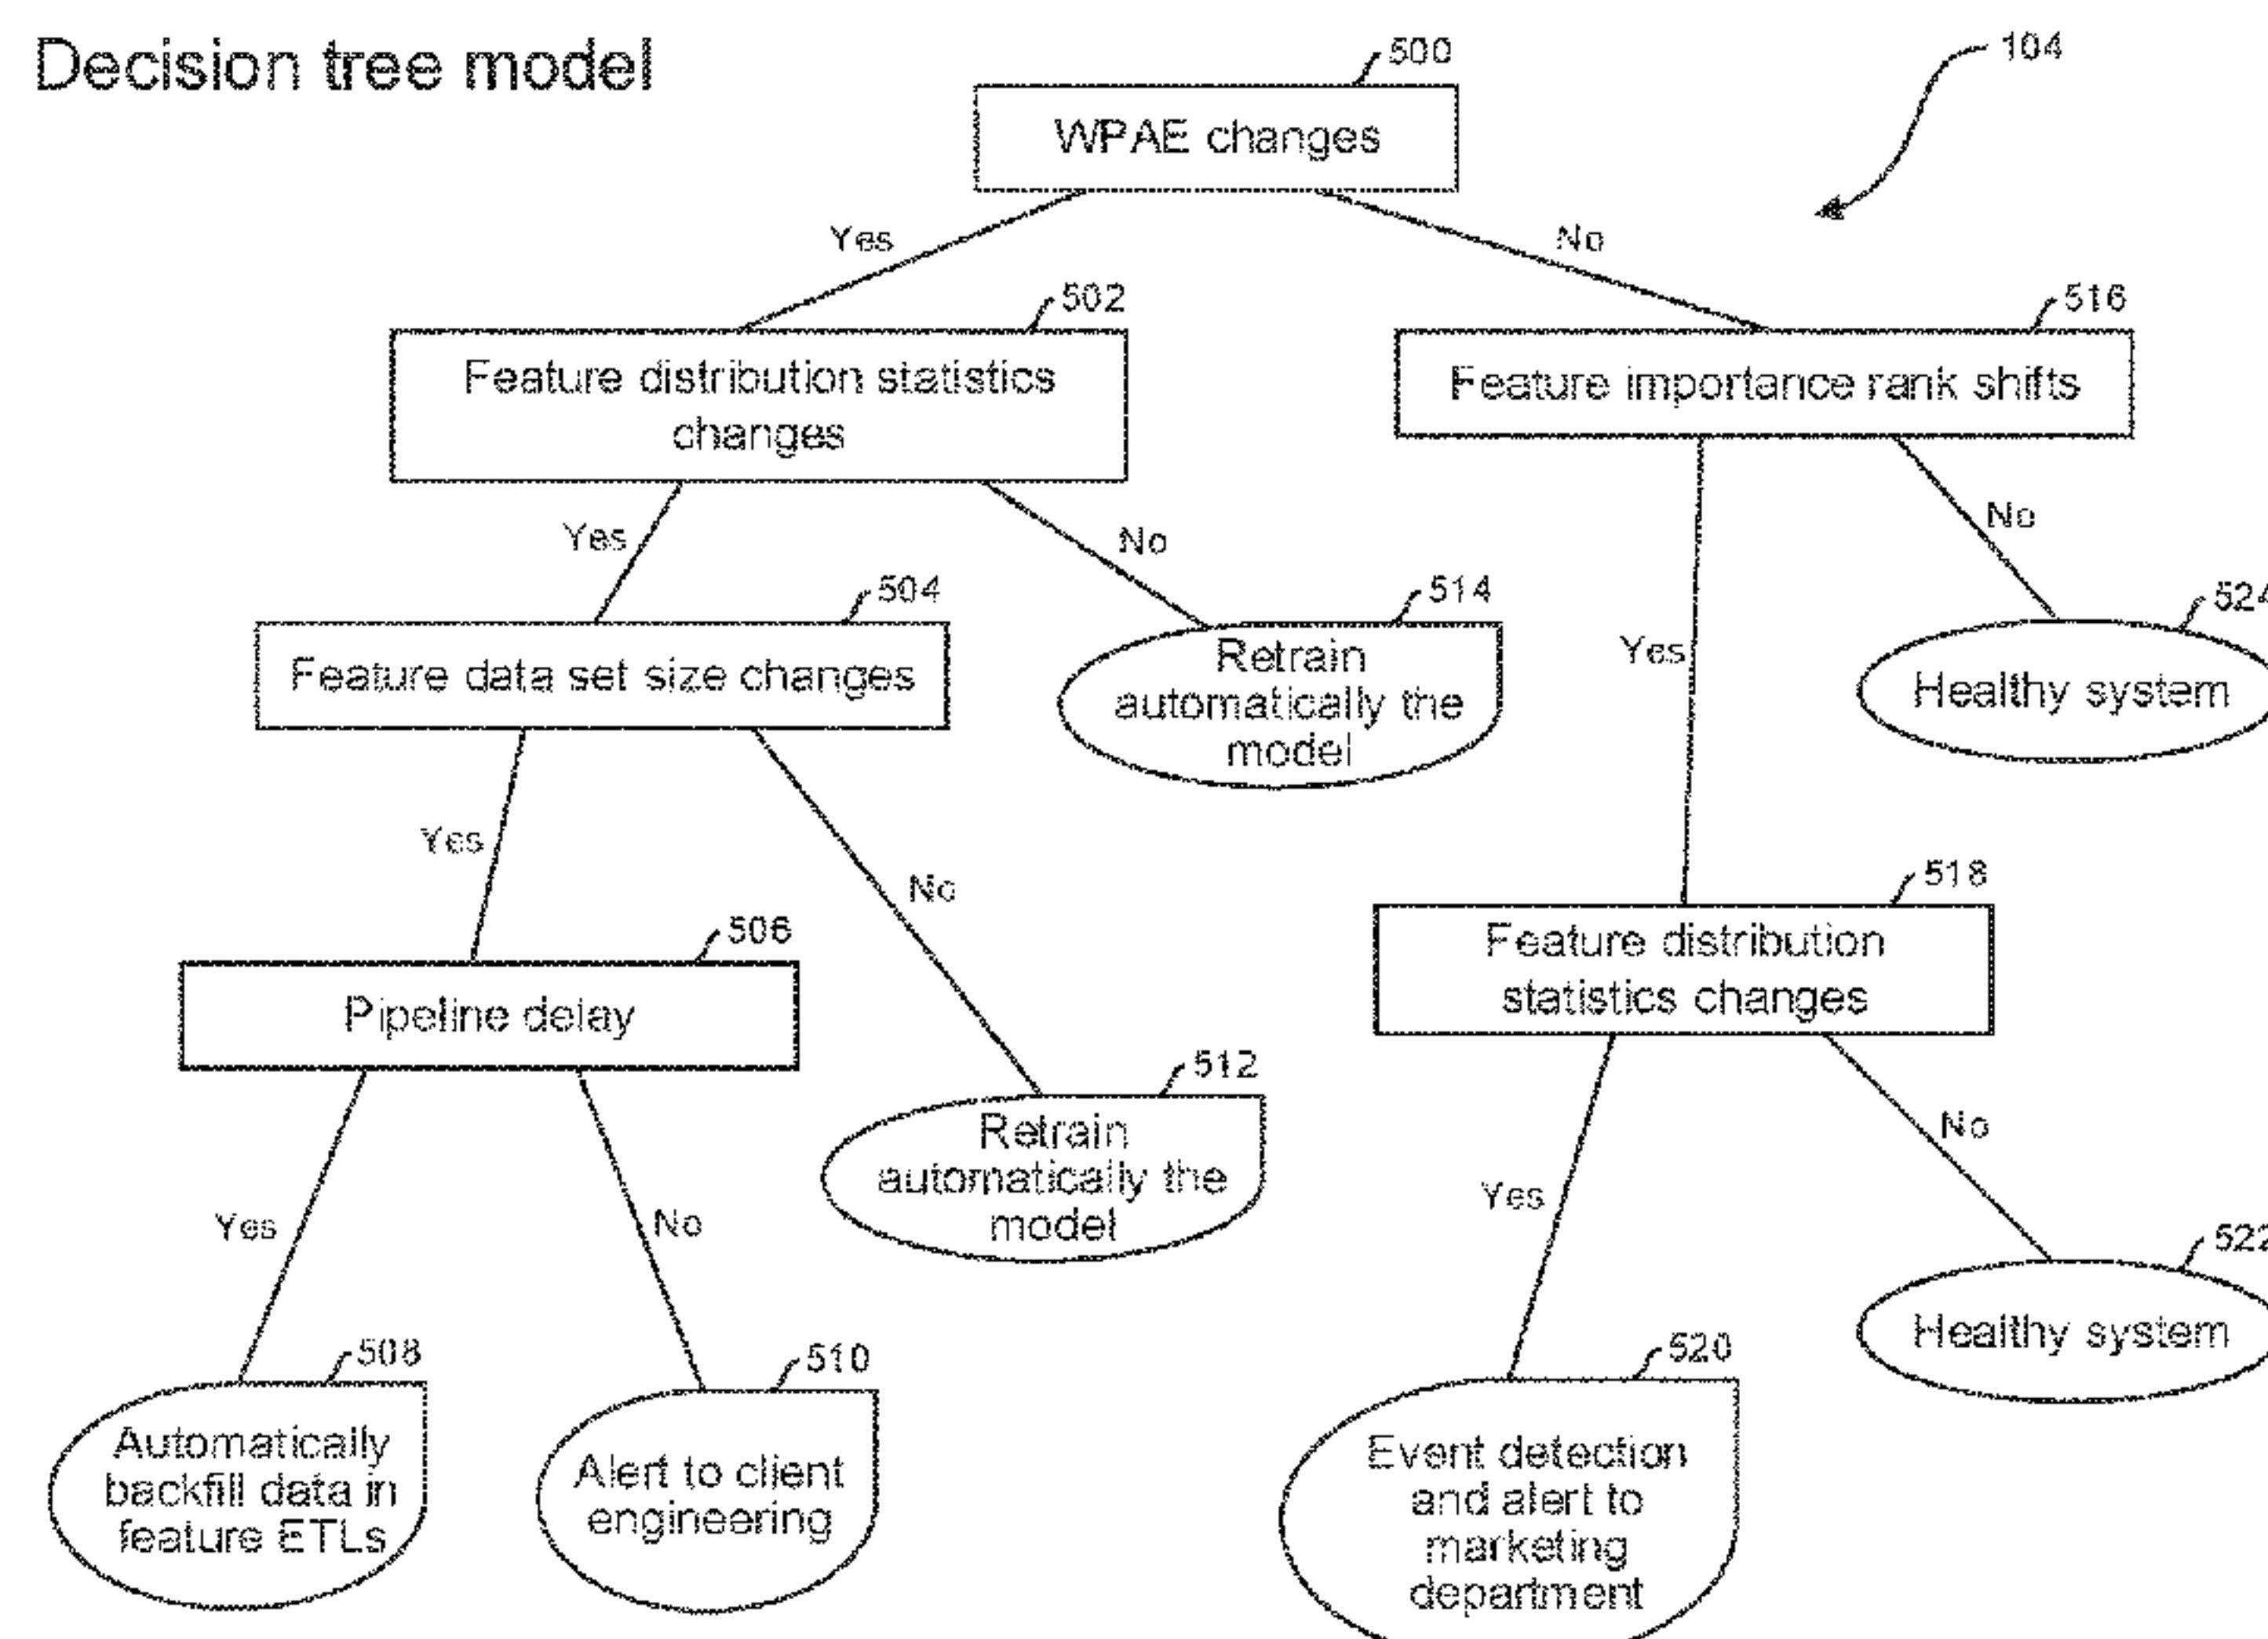 Decision tree model
500
104
WPAE changes
Yes
No
502
516
Feature distribution statistics
changes
Feature importance rank shifts
Yes
No
No
504
514
524
Feature data set size changes
Retrain
automatically the
model
Yes
Healthy system
Yes
No
506
518
Pipeline delay
Feature distribution
statistics changes
512
Retrain
automatically the
model
Yes
No
Yes
No
522
Healthy system
508
510
520
Automatically
backfill data in
feature ETLs
Alert to client
engineering
Event detection
and alert to
marketing
department